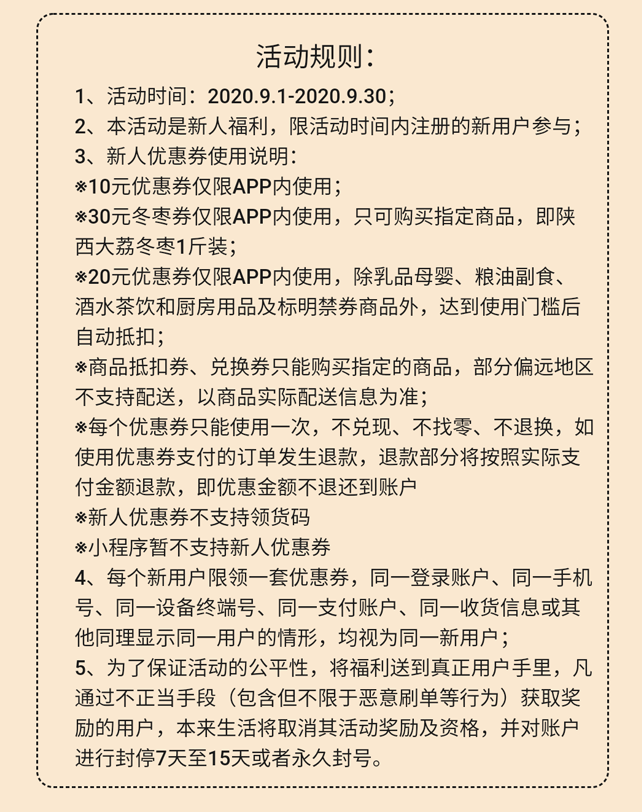 活动规则：
1、活动时间：2020.9.1-2020.9.30；
2、本活动是新人福利，限活动时间内注册的新用户参与；
3、新人优惠券使用说明：
※10元优惠券仅限APP内使用；
※30元冬枣券仅限APP内使用，只可购买指定商品，即陕
西大荔冬枣1斤装；
※20元优惠券仅限APP内使用，除乳品母婴、粮油副食、
酒水茶饮和厨房用品及标明禁券商品外，达到使用门槛后
自动抵扣；
※商品抵扣券、兑换券只能购买指定的商品，部分偏远地区
不支持配送，以商品实际配送信息为准；
※每个优惠券只能使用一次，不兑现、不找零、不退换，如
使用优惠券支付的订单发生退款，退款部分将按照实际支
付金额退款，即优惠金额不退还到账户
※新人优惠券不支持领货码
※小程序暂不支持新人优惠券
4、每个新用户限领一套优惠券，同一登录账户、同一手机
号、同一设备终端号、同一支付账户、同一收货信息或其
他同理显示同一用户的情形，均视为同一新用户；
5、为了保证活动的公平性，将福利送到真正用户手里，凡
通过不正当手段（包含但不限于恶意刷单等行为）获取奖
励的用户，本来生活将取消其活动奖励及资格，并对账户
进行封停7天至15天或者永久封号。